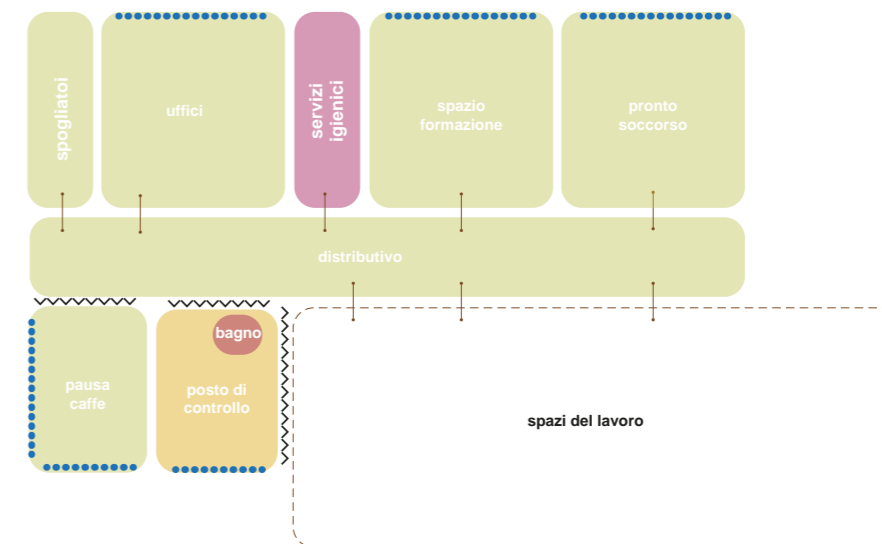 spogliatoi
uffici
servizi
igienici
spazio
formazione
pronto
soccorso
distributivo
bagno
pausa
caffe
posto di
controllo
spazi del lavoro